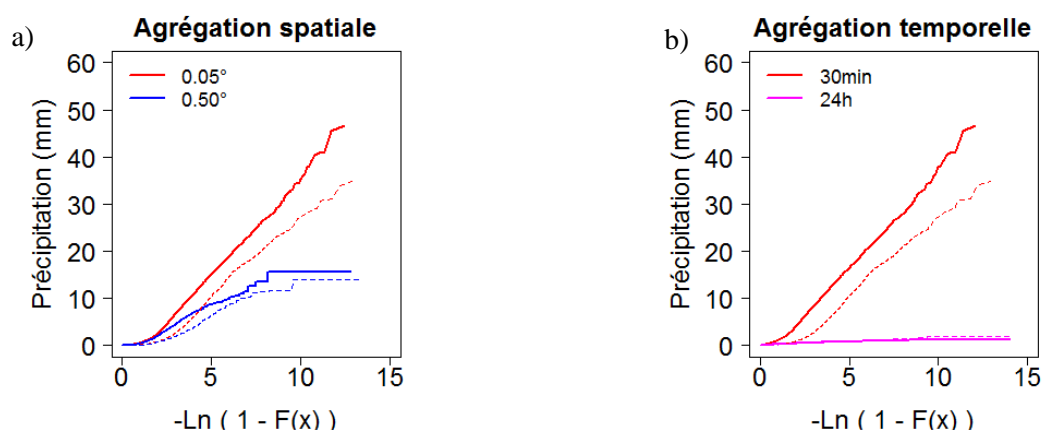 a)
Agrégation spatiale
Précipitation (mm)
60
50
40
30
20
10
0
0.05°
0.50°
0
5
10
15
-Ln ( 1 - F(x) )
b)
Agrégation temporelle
Précipitation (mm)
60
50
40
30
20
10
0
30min
24h
0
5
10
15
-Ln ( 1 - F(x) )